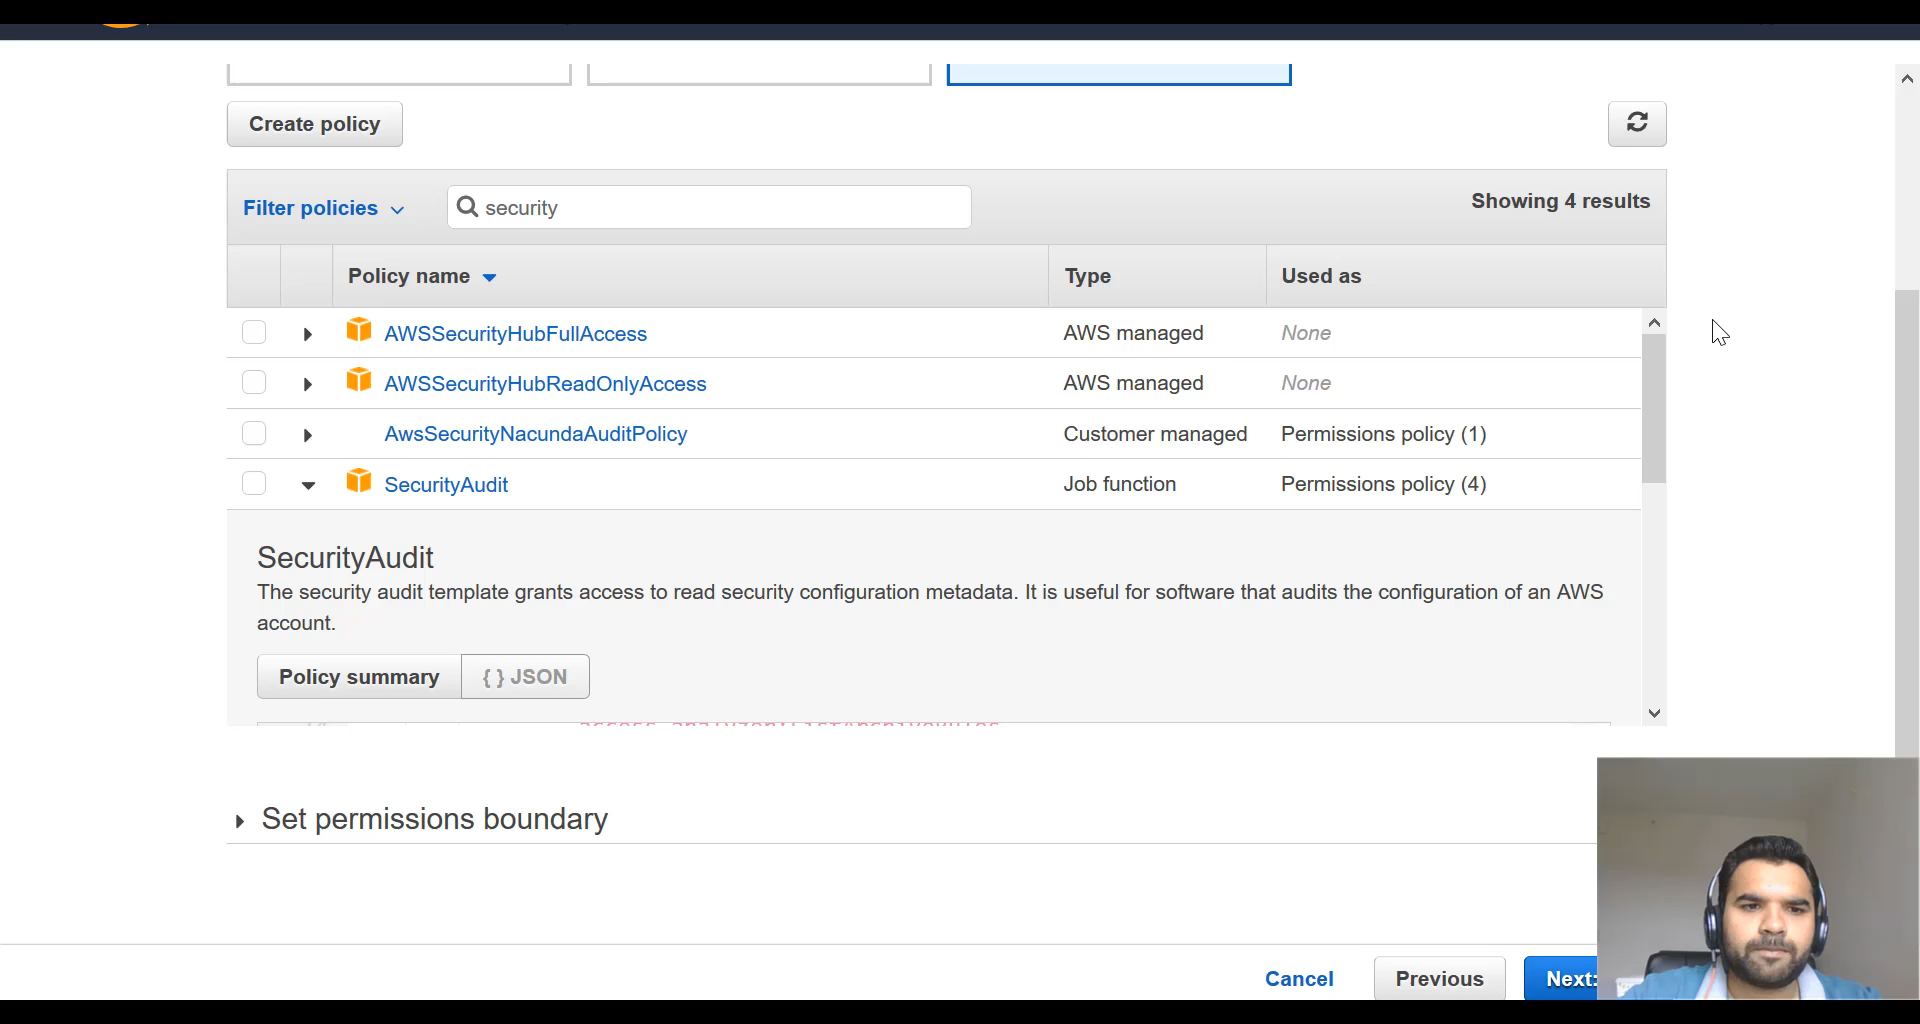 Create policy
Filter policies
security
Showing 4 results
Policy name Type Used as
AWSSecurityHubFullAccess AWS managed None
AWSSecurityHubReadOnlyAccess AWS managed None
AwsSecurityNacundaAuditPolicy Customer managed Permissions policy (1)
SecurityAudit Job function Permissions policy (4)
SecurityAudit
The security audit template grants access to read security configuration metadata. It is useful for software that audits the configuration of an AWS
account.
Policy summary { } JSON
Set permissions boundary
Cancel Previous Next: